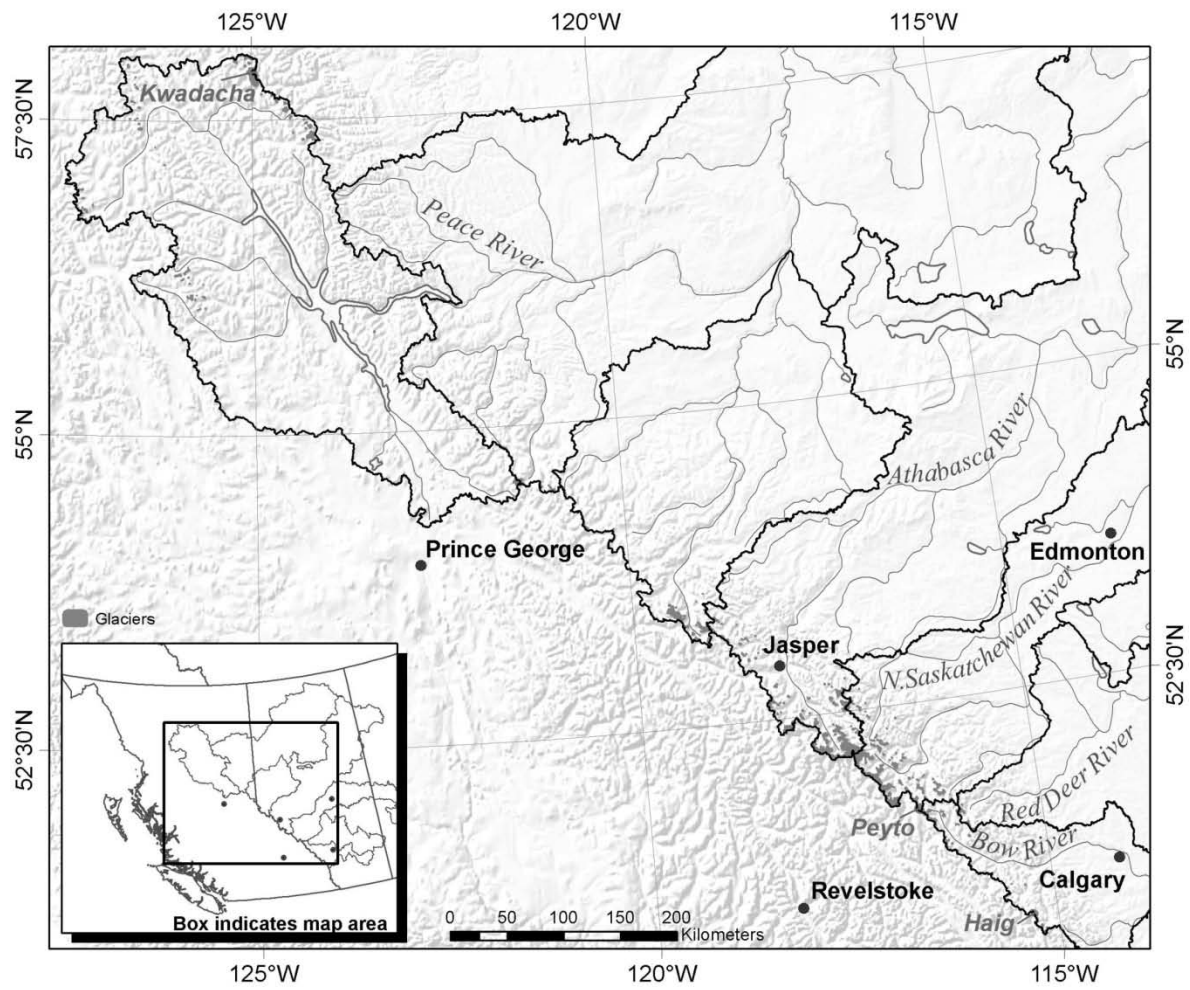 125°W 120°W 115°W
57°30'N
Kwadacha
Peace River
55°N
55°N
Athabasca River
Prince George
Edmonton
Glaciers
Jasper
N.Saskatchewan River
52°30'N
52°30'N
Red Deer River
Peyto
Bow River
Calgary
Revelstoke
Haig
0 50 100 150 200
Kilometers
Box indicates map area
125°W 120°W 115°W